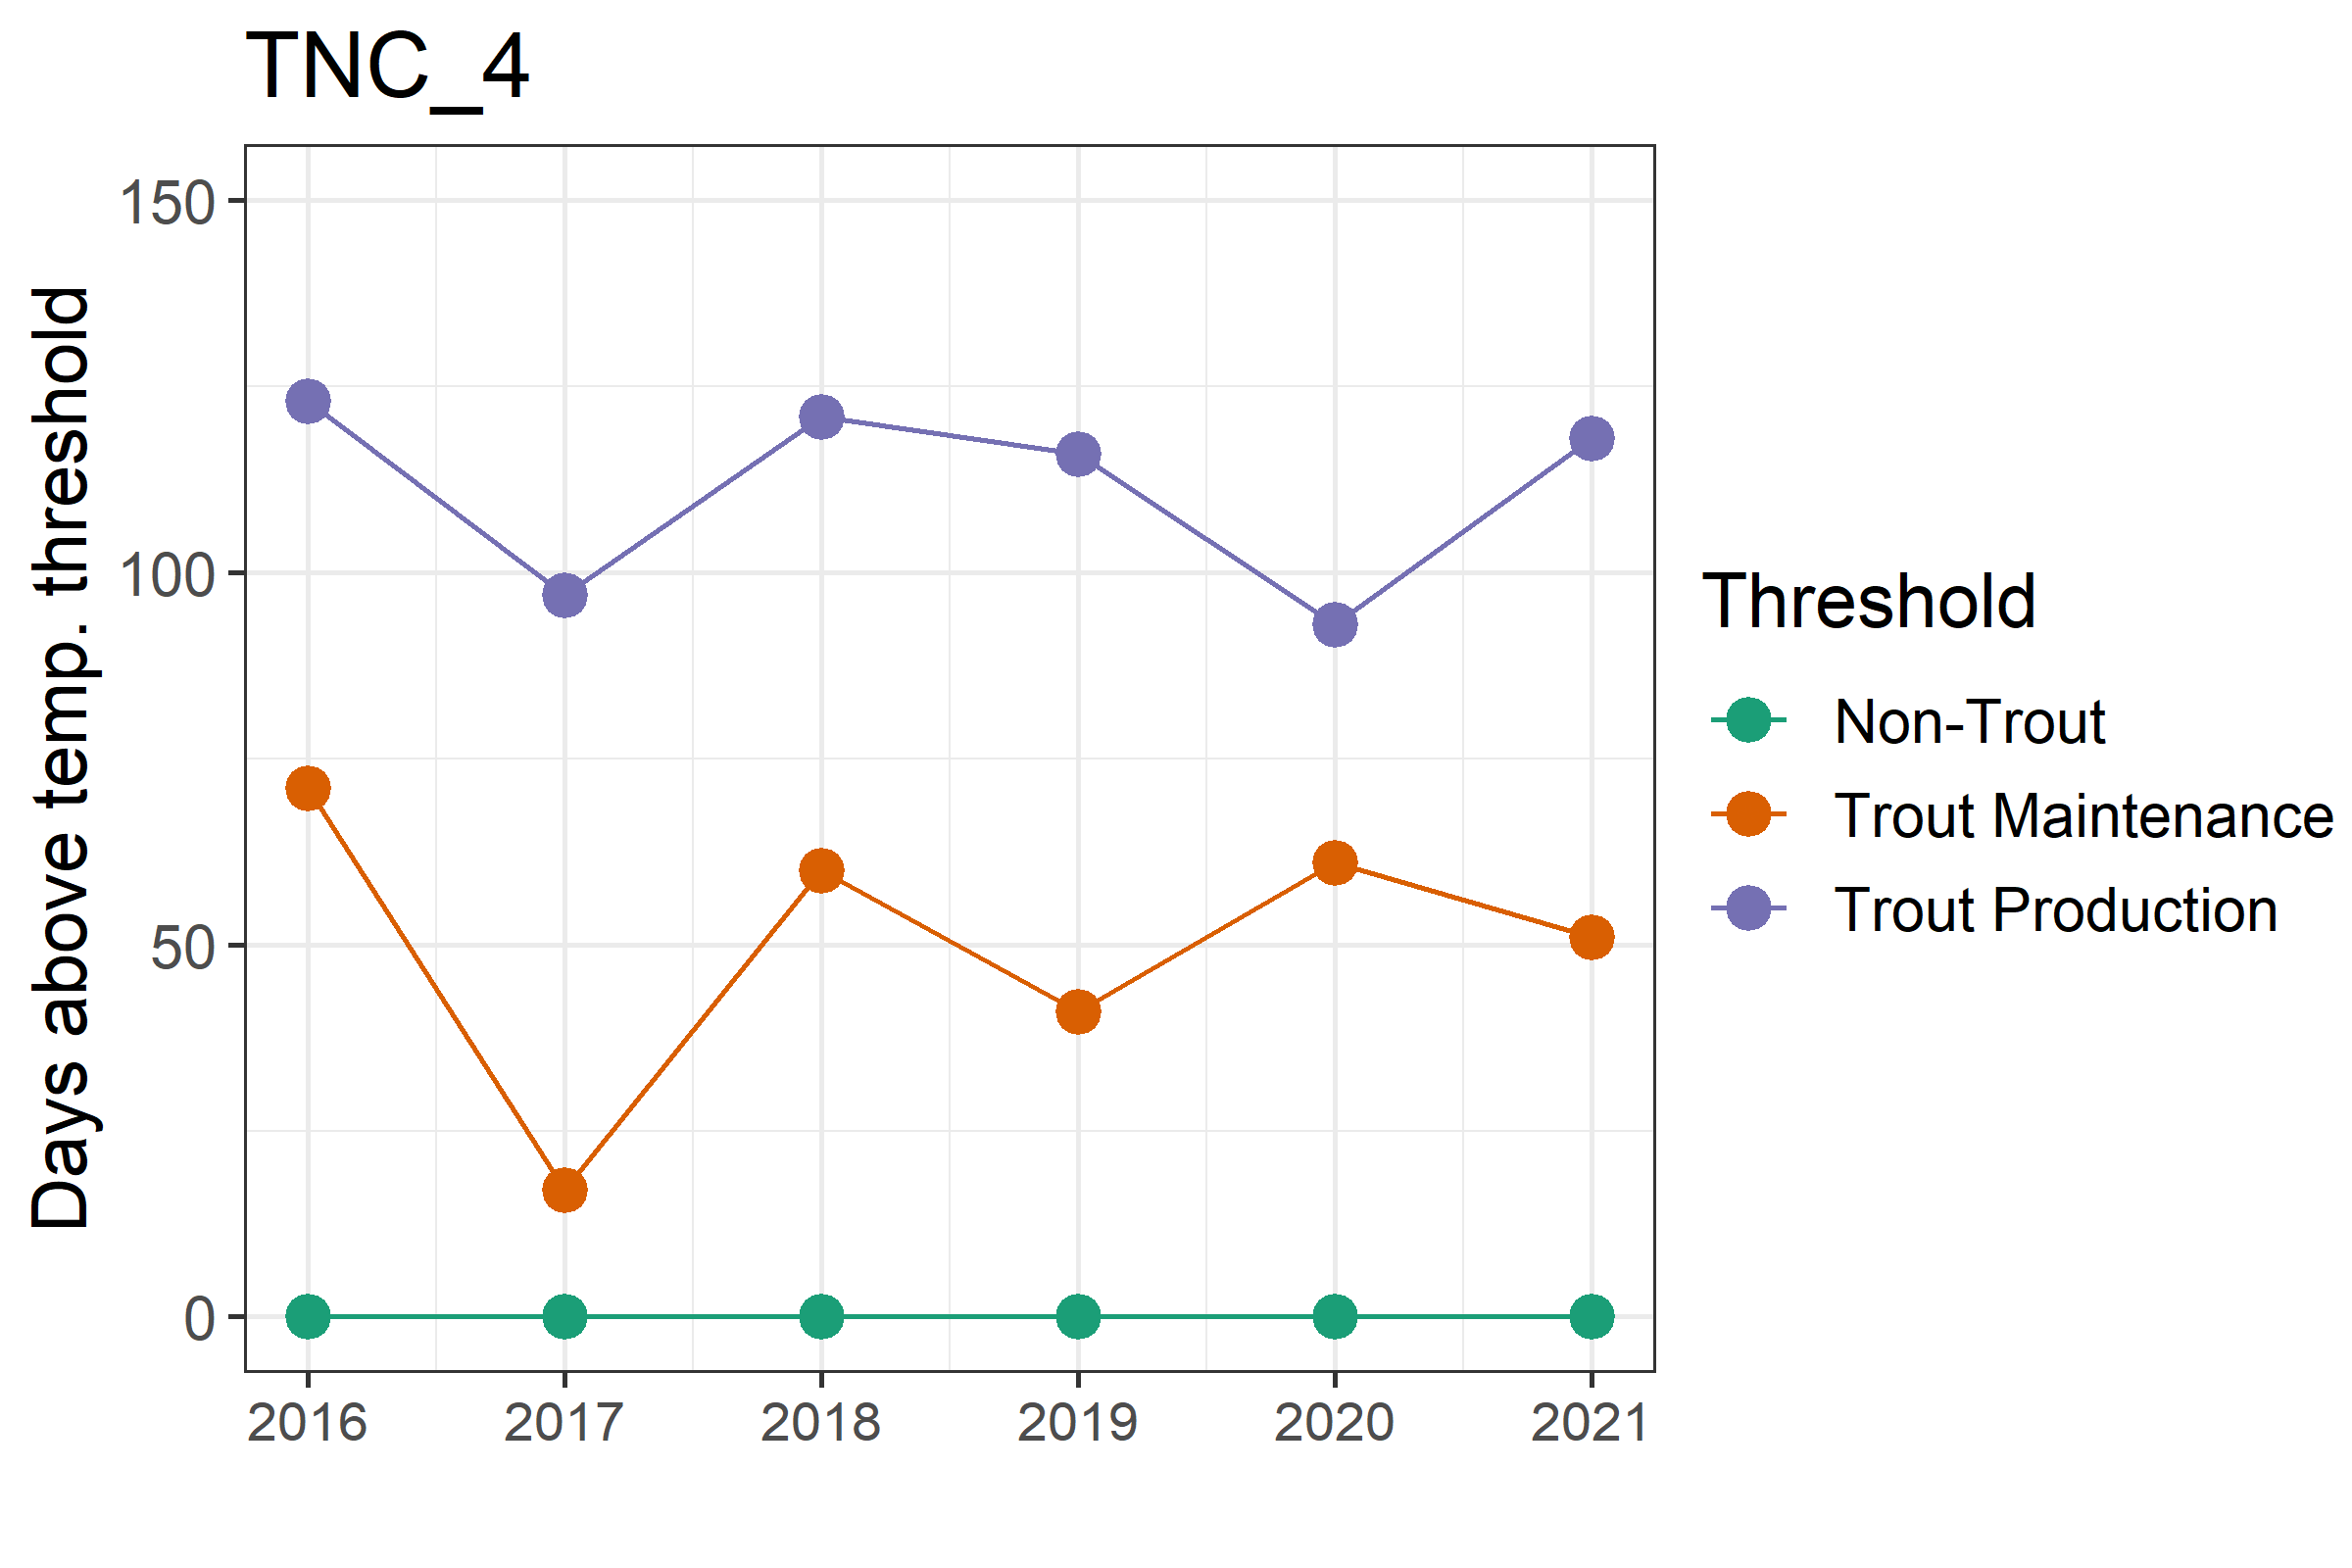 TNC_4
Days above temp. threshold
150
100
50
0
2016 2017 2018 2019 2020 2021
Threshold
Non-Trout
Trout Maintenance
Trout Production